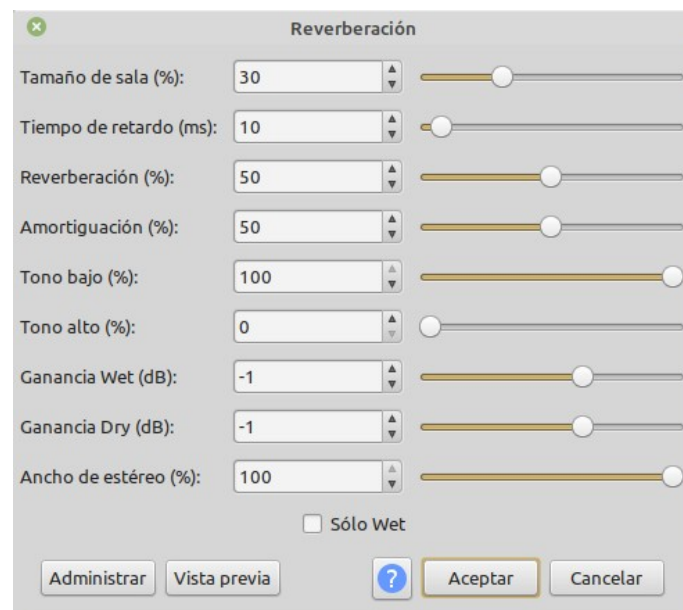 Reverberación
Tamaño de sala (%): 30
Tiempo de retardo (ms): 10
Reverberación (%): 50
Amortiguación (%): 50
Tono bajo (%): 100
Tono alto (%): 0
Ganancia Wet (dB): -1
Ganancia Dry (dB): -1
Ancho de estéreo (%): 100
Sólo Wet
Administrar Vista previa ? Aceptar Cancelar